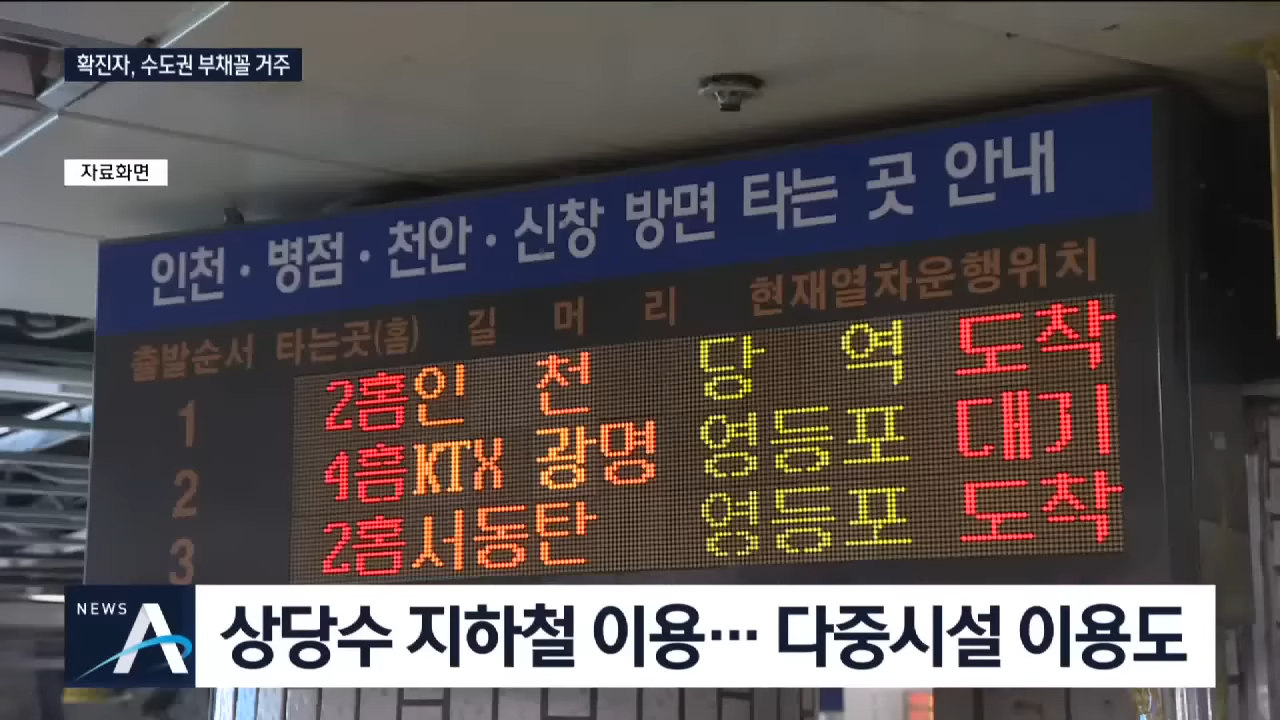 확진자, 수도권 부채꼴 거주
자료화면
인천·병점·천안·신창 방면 타는 곳 안내
출발순서 타는곳(홈) 길 머 리 현재열차운행위치
1 2홈 인 천 당 역 도착
2 4홈 KTX 광명 영등포 대기
3 2홈 서동탄 영등포 도착
NEWS A
상당수 지하철 이용… 다중시설 이용도